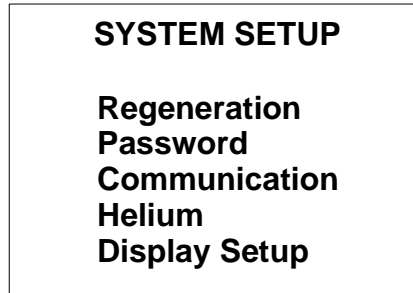 SYSTEM SETUP
Regeneration
Password
Communication
Helium
Display Setup